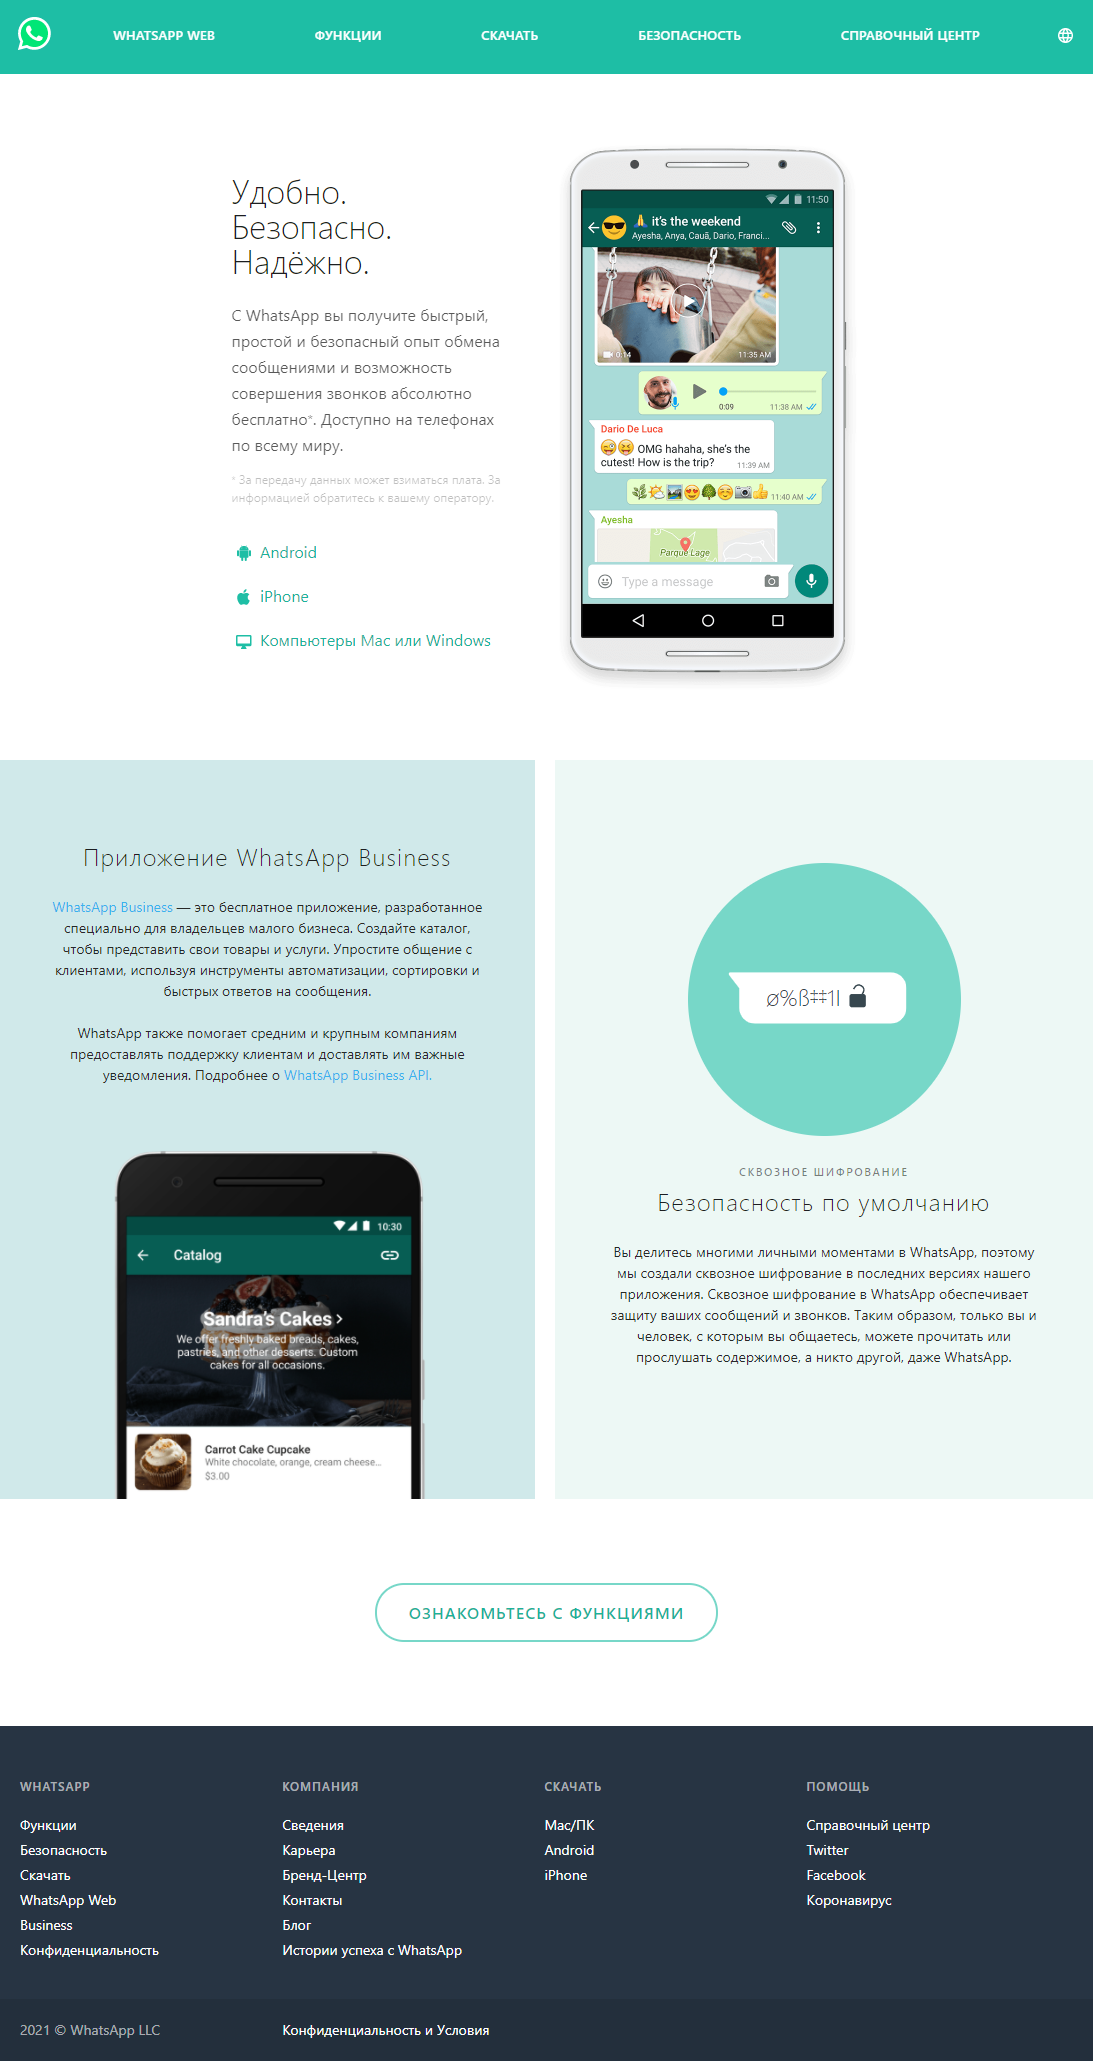 WHATSAPP WEB
ФУНКЦИИ
СКАЧАТЬ
БЕЗОПАСНОСТЬ
СПРАВОЧНЫЙ ЦЕНТР
Удобно.
Безопасно.
Надёжно.
С WhatsApp вы получите быстрый,
простой и безопасный опыт обмена
сообщениями и возможность
совершения звонков абсолютно
бесплатно*. Доступно на телефонах
по всему миру.
* За передачу данных может взиматься плата. За
информацией обратитесь к вашему оператору.
Android
iPhone
Компьютеры Mac или Windows
11:50
🙏 it's the weekend
Ayesha, Anya, Cauã, Dario, Franci...
0:14
11:35 AM
0:09
11:38 AM
Dario De Luca
😜😆 OMG hahaha, she's the
cutest! How is the trip?
11:39 AM
11:40 AM
Ayesha
Parque Lage
Type a message
Приложение WhatsApp Business
WhatsApp Business — это бесплатное приложение, разработанное
специально для владельцев малого бизнеса. Создайте каталог,
чтобы представить свои товары и услуги. Упростите общение с
клиентами, используя инструменты автоматизации, сортировки и
быстрых ответов на сообщения.
WhatsApp также помогает средним и крупным компаниям
предоставлять поддержку клиентам и доставлять им важные
уведомления. Подробнее о WhatsApp Business API.
10:30
Catalog
Sandra's Cakes
We offer freshly baked breads, cakes,
pastries, and other desserts. Custom
cakes for all occasions.
Carrot Cake Cupcake
White chocolate, orange, cream cheese...
$3.00
ø%ß‡‡1l
СКВОЗНОЕ ШИФРОВАНИЕ
Безопасность по умолчанию
Вы делитесь многими личными моментами в WhatsApp, поэтому
мы создали сквозное шифрование в последних версиях нашего
приложения. Сквозное шифрование в WhatsApp обеспечивает
защиту ваших сообщений и звонков. Таким образом, только вы и
человек, с которым вы общаетесь, можете прочитать или
прослушать содержимое, а никто другой, даже WhatsApp.
ОЗНАКОМЬТЕСЬ С ФУНКЦИЯМИ
WHATSAPP
Функции
Безопасность
Скачать
WhatsApp Web
Business
Конфиденциальность
КОМПАНИЯ
Сведения
Карьера
Бренд-Центр
Контакты
Блог
Истории успеха с WhatsApp
СКАЧАТЬ
Mac/ПК
Android
iPhone
ПОМОЩЬ
Справочный центр
Twitter
Facebook
Коронавирус
2021 © WhatsApp LLC
Конфиденциальность и Условия